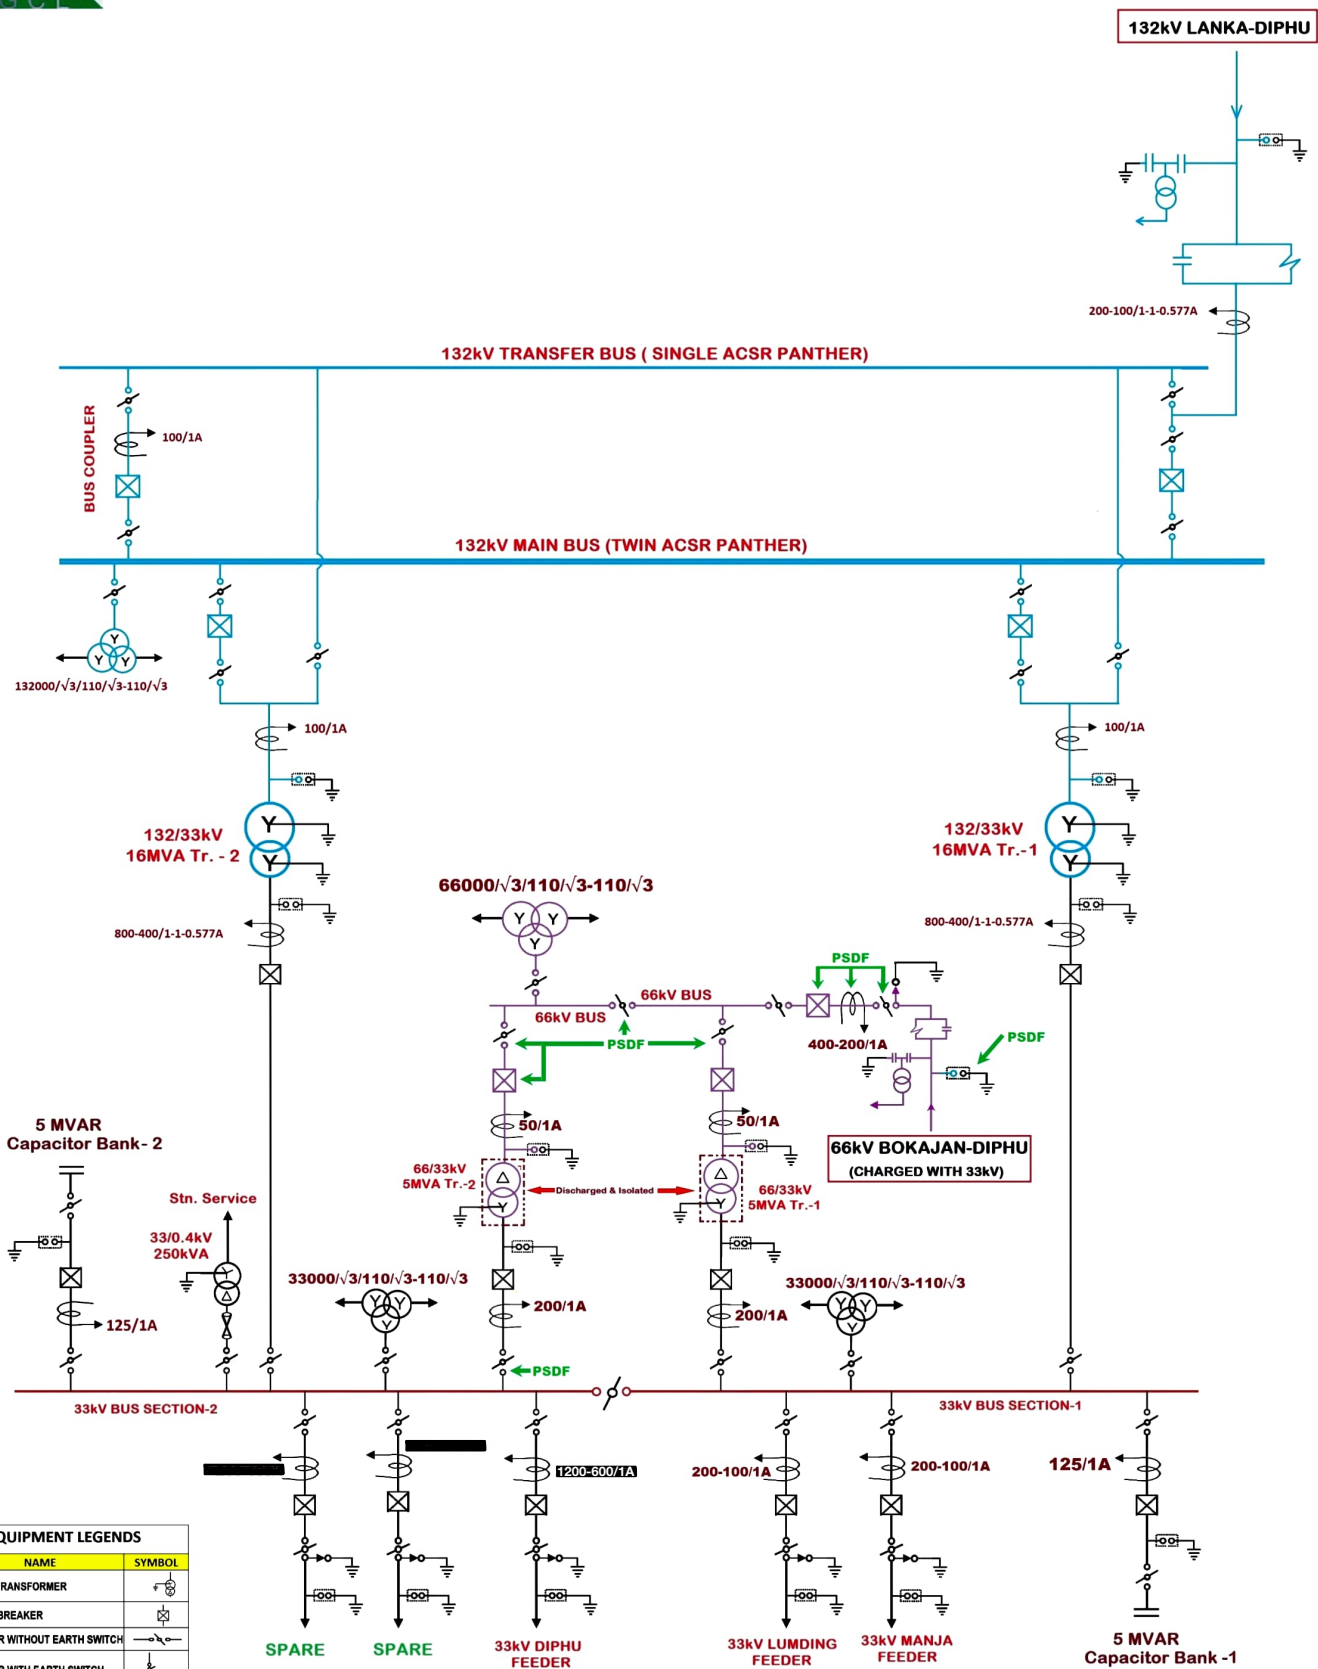 GCL
132kV LANKA-DIPHU
200-100/1-1-0.577A
132kV TRANSFER BUS ( SINGLE ACSR PANTHER)
BUS COUPLER
100/1A
132kV MAIN BUS (TWIN ACSR PANTHER)
Y
Y Y
132000/√3/110/√3-110/√3
100/1A
100/1A
Y
132/33kV
16MVA Tr. - 2
Y
Y
132/33kV
16MVA Tr.-1
Y
66000/√3/110/√3-110/√3
Y Y
Y
800-400/1-1-0.577A
800-400/1-1-0.577A
PSDF
66kV BUS
66kV BUS
PSDF
400-200/1A
PSDF
50/1A
50/1A
5 MVAR
Capacitor Bank- 2
66kV BOKAJAN-DIPHU
(CHARGED WITH 33kV)
66/33kV
5MVA Tr.-2
△
Y
Discharged & Isolated
△
Y
66/33kV
5MVA Tr.-1
Stn. Service
33/0.4kV
250kVA
Y
△
33000/√3/110/√3-110/√3
Y Y
Y
33000/√3/110/√3-110/√3
Y Y
Y
125/1A
200/1A
200/1A
PSDF
33kV BUS SECTION-2
33kV BUS SECTION-1
1200-600/1A
200-100/1A
200-100/1A
125/1A
QUIPMENT LEGENDS
NAME SYMBOL
RANSFORMER
BREAKER
R WITHOUT EARTH SWITCH
R WITH EARTH SWITCH
SPARE
SPARE
33kV DIPHU
FEEDER
33kV LUMDING
FEEDER
33kV MANJA
FEEDER
5 MVAR
Capacitor Bank -1